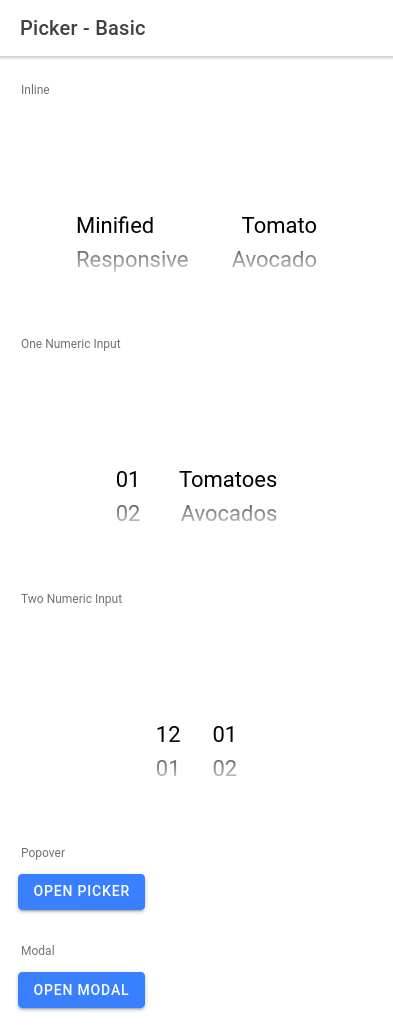 Picker - Basic
Inline
Minified Tomato
Responsive Avocado
One Numeric Input
01 Tomatoes
02 Avocados
Two Numeric Input
12 01
01 02
Popover
OPEN PICKER
Modal
OPEN MODAL